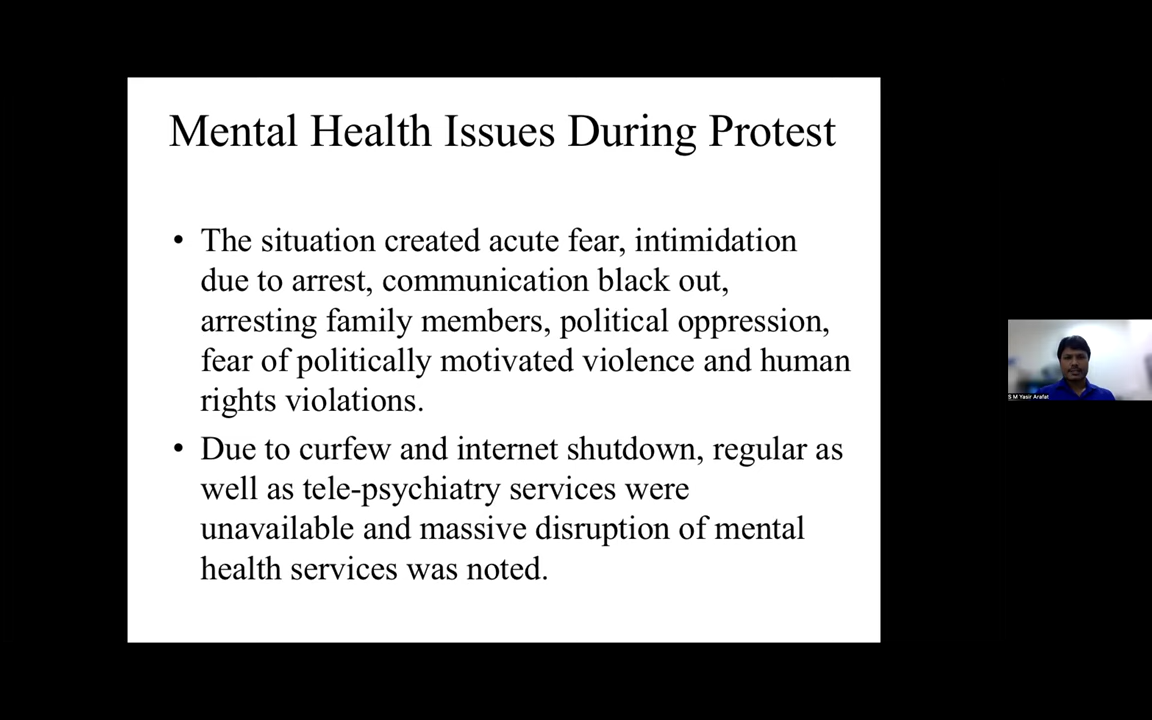 Mental Health Issues During Protest
• The situation created acute fear, intimidation
due to arrest, communication black out,
arresting family members, political oppression,
fear of politically motivated violence and human
rights violations.
• Due to curfew and internet shutdown, regular as
well as tele-psychiatry services were
unavailable and massive disruption of mental
health services was noted.
S M Yasir Arafat